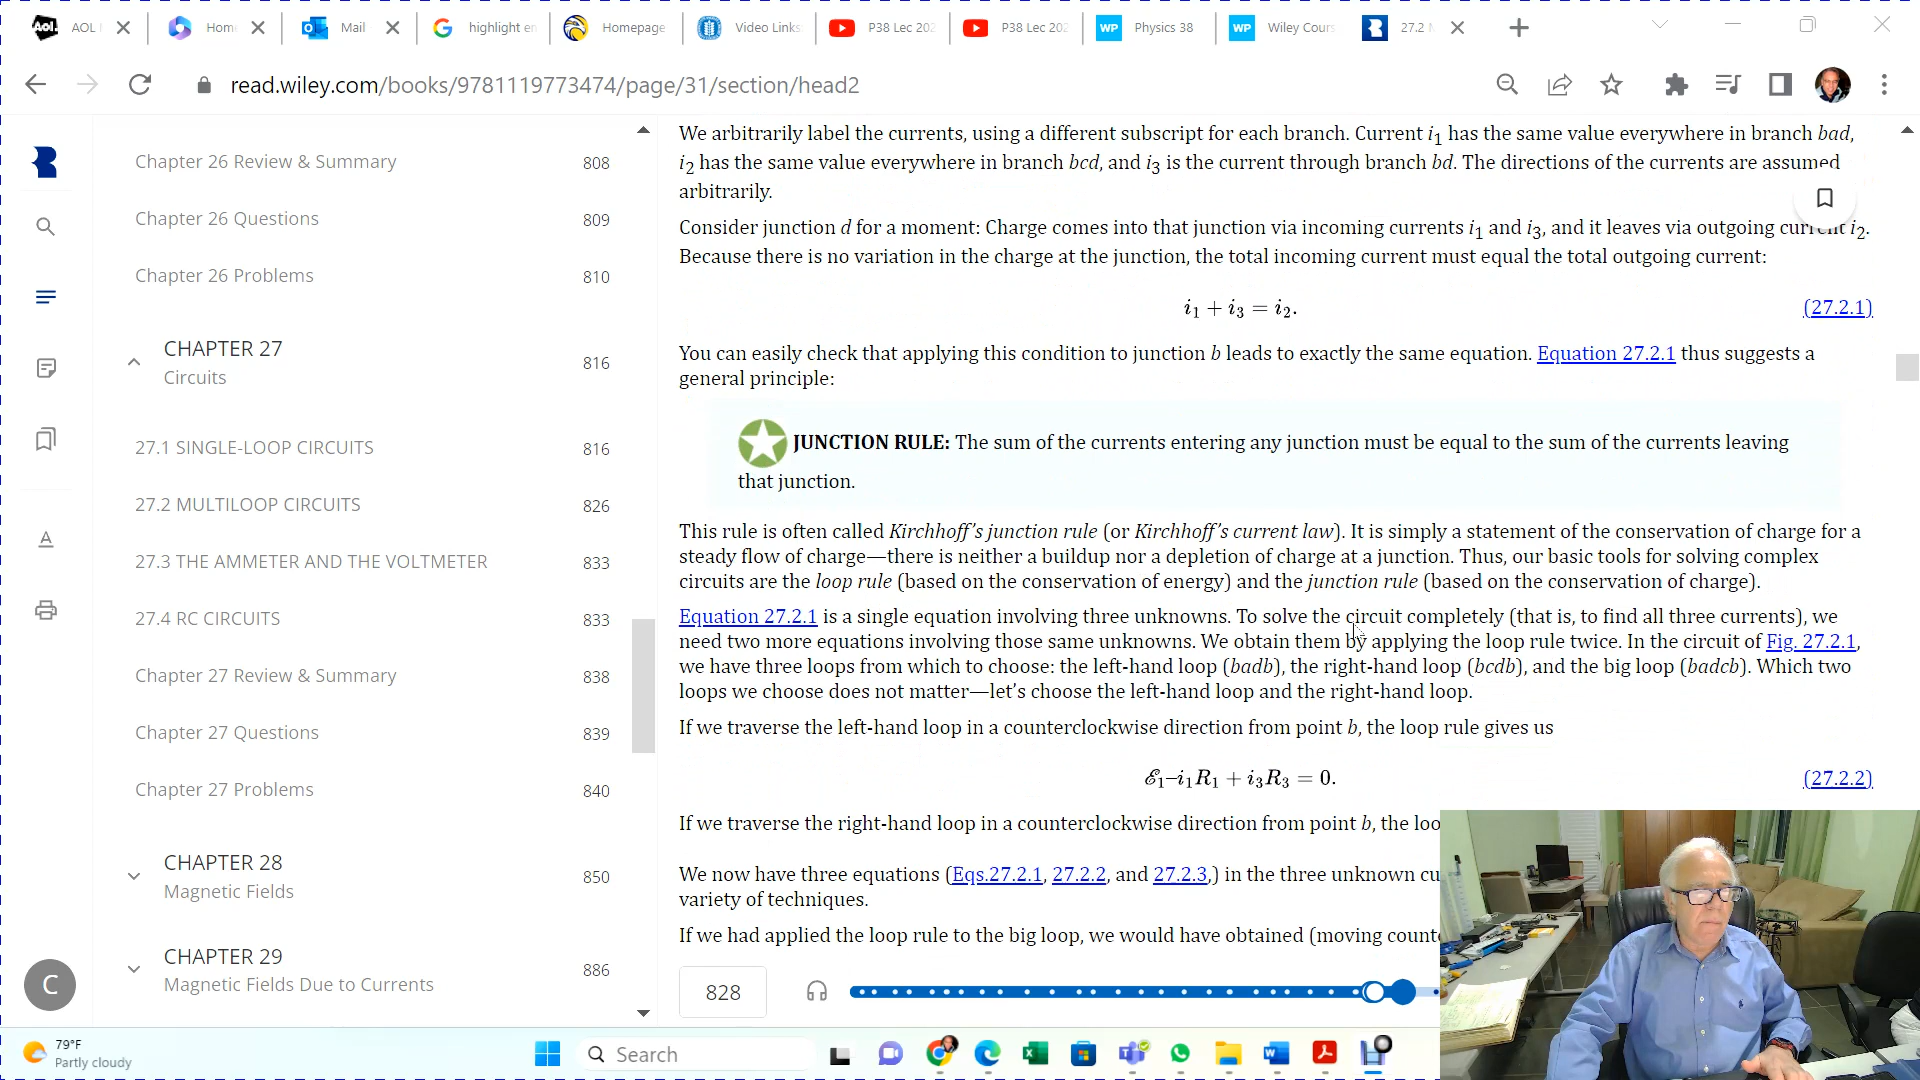 AOL
Hom
Mail
highlight en
Homepage
Video Links
P38 Lec 202
P38 Lec 202
WP Physics 38
WP Wiley Cours
27.2
read.wiley.com/books/9781119773474/page/31/section/head2
Chapter 26 Review & Summary 808
Chapter 26 Questions 809
Chapter 26 Problems 810
CHAPTER 27
Circuits 816
27.1 SINGLE-LOOP CIRCUITS 816
27.2 MULTILOOP CIRCUITS 826
27.3 THE AMMETER AND THE VOLTMETER 833
27.4 RC CIRCUITS 833
Chapter 27 Review & Summary 838
Chapter 27 Questions 839
Chapter 27 Problems 840
CHAPTER 28
Magnetic Fields 850
CHAPTER 29
Magnetic Fields Due to Currents 886
C
We arbitrarily label the currents, using a different subscript for each branch. Current i1 has the same value everywhere in branch bad,
i2 has the same value everywhere in branch bcd, and i3 is the current through branch bd. The directions of the currents are assumed
arbitrarily.
Consider junction d for a moment: Charge comes into that junction via incoming currents i1 and i3, and it leaves via outgoing current i2.
Because there is no variation in the charge at the junction, the total incoming current must equal the total outgoing current:
i1 + i3 = i2. (27.2.1)
You can easily check that applying this condition to junction b leads to exactly the same equation. Equation 27.2.1 thus suggests a
general principle:
JUNCTION RULE: The sum of the currents entering any junction must be equal to the sum of the currents leaving
that junction.
This rule is often called Kirchhoff’s junction rule (or Kirchhoff’s current law). It is simply a statement of the conservation of charge for a
steady flow of charge—there is neither a buildup nor a depletion of charge at a junction. Thus, our basic tools for solving complex
circuits are the loop rule (based on the conservation of energy) and the junction rule (based on the conservation of charge).
Equation 27.2.1 is a single equation involving three unknowns. To solve the circuit completely (that is, to find all three currents), we
need two more equations involving those same unknowns. We obtain them by applying the loop rule twice. In the circuit of Fig. 27.2.1,
we have three loops from which to choose: the left-hand loop (badb), the right-hand loop (bcdb), and the big loop (badcb). Which two
loops we choose does not matter—let’s choose the left-hand loop and the right-hand loop.
If we traverse the left-hand loop in a counterclockwise direction from point b, the loop rule gives us
ℰ1–i1R1 + i3R3 = 0. (27.2.2)
If we traverse the right-hand loop in a counterclockwise direction from point b, the loo
We now have three equations (Eqs.27.2.1, 27.2.2, and 27.2.3,) in the three unknown cu
variety of techniques.
If we had applied the loop rule to the big loop, we would have obtained (moving count
828
79°F
Partly cloudy
Search